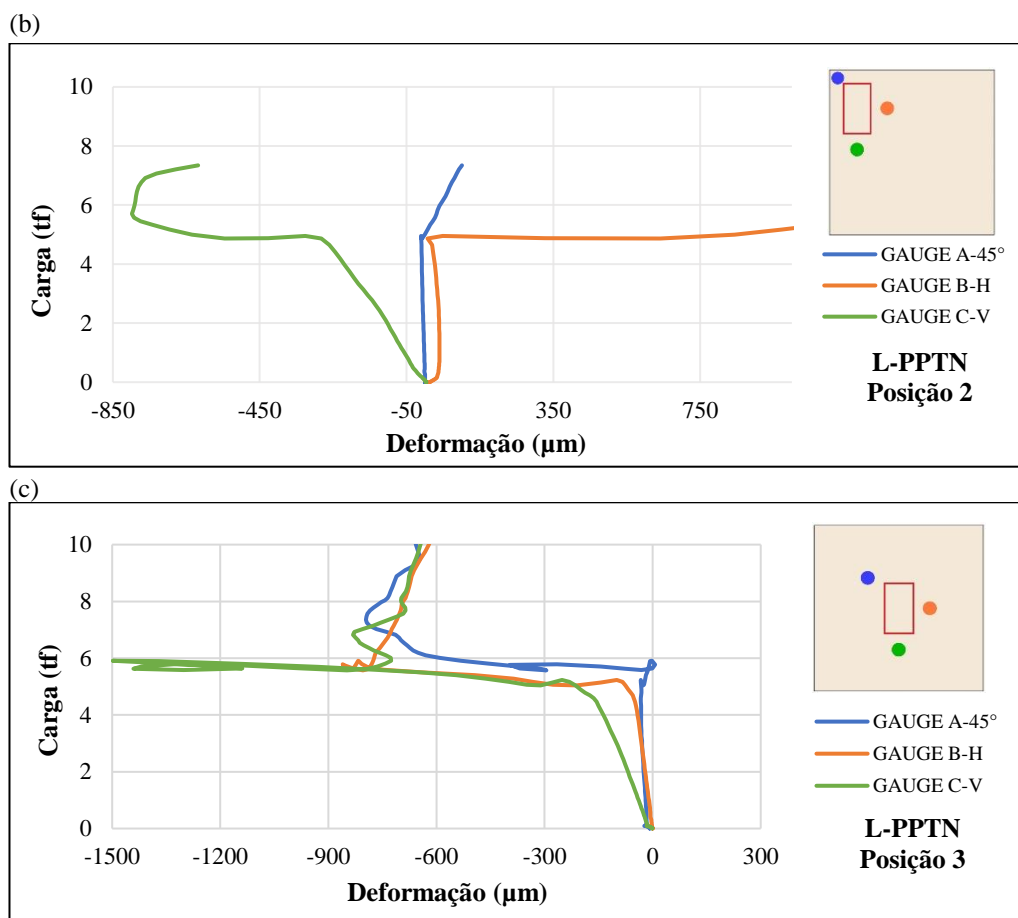 (b)
10
8
6
4
2
0
Carga (tf)
-850 -450 -50 350 750
Deformação (µm)
GAUGE A-45°
GAUGE B-H
GAUGE C-V
L-PPTN
Posição 2
(c)
10
8
6
4
2
0
Carga (tf)
-1500 -1200 -900 -600 -300 0 300
Deformação (µm)
GAUGE A-45°
GAUGE B-H
GAUGE C-V
L-PPTN
Posição 3